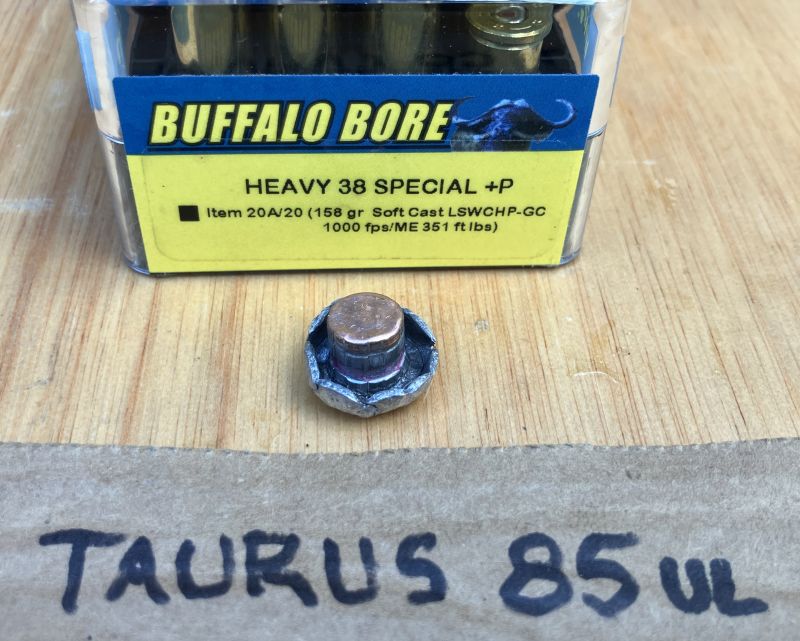 BUFFALO BORE
HEAVY 38 SPECIAL +P
Item 20A/20 (158 gr Soft Cast LSWCHP-GC
1000 fps/ME 351 ft lbs)
TAURUS 85 UL